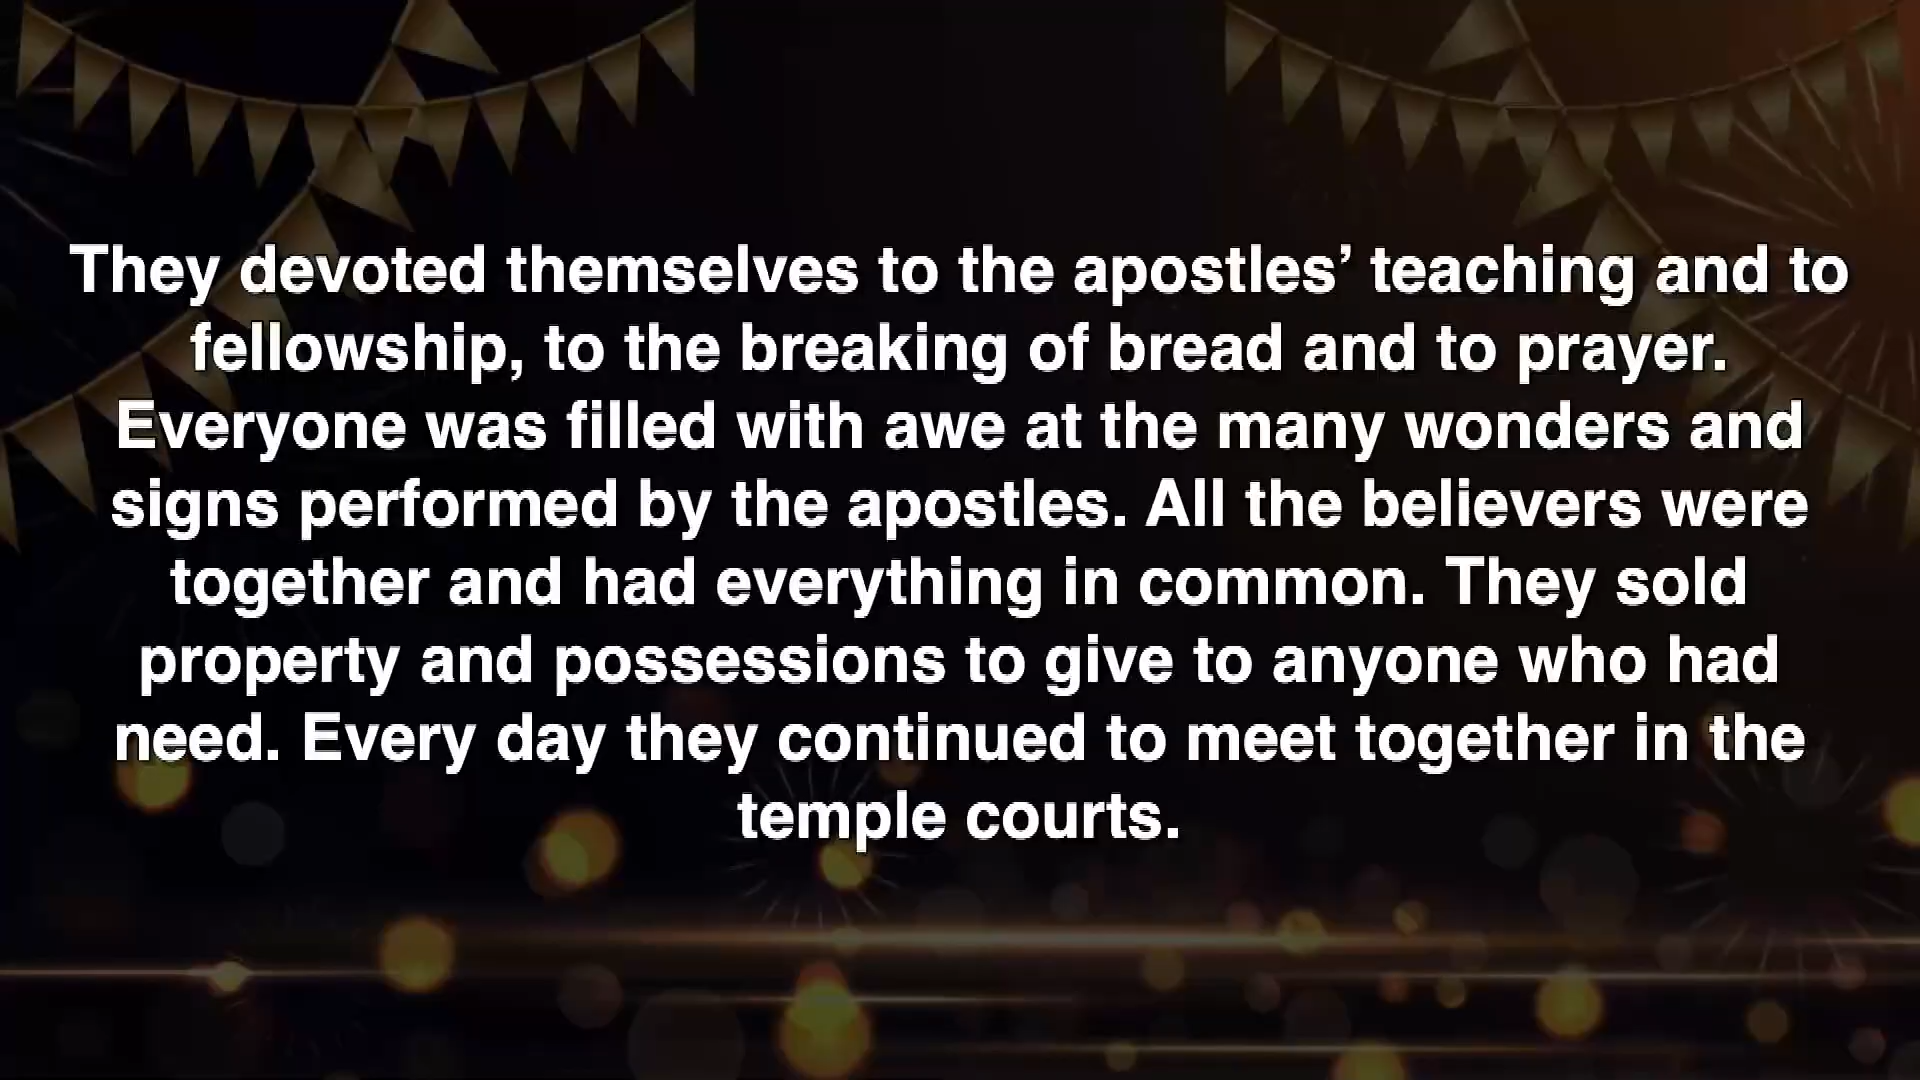 They devoted themselves to the apostles’ teaching and to
fellowship, to the breaking of bread and to prayer.
Everyone was filled with awe at the many wonders and
signs performed by the apostles. All the believers were
together and had everything in common. They sold
property and possessions to give to anyone who had
need. Every day they continued to meet together in the
temple courts.